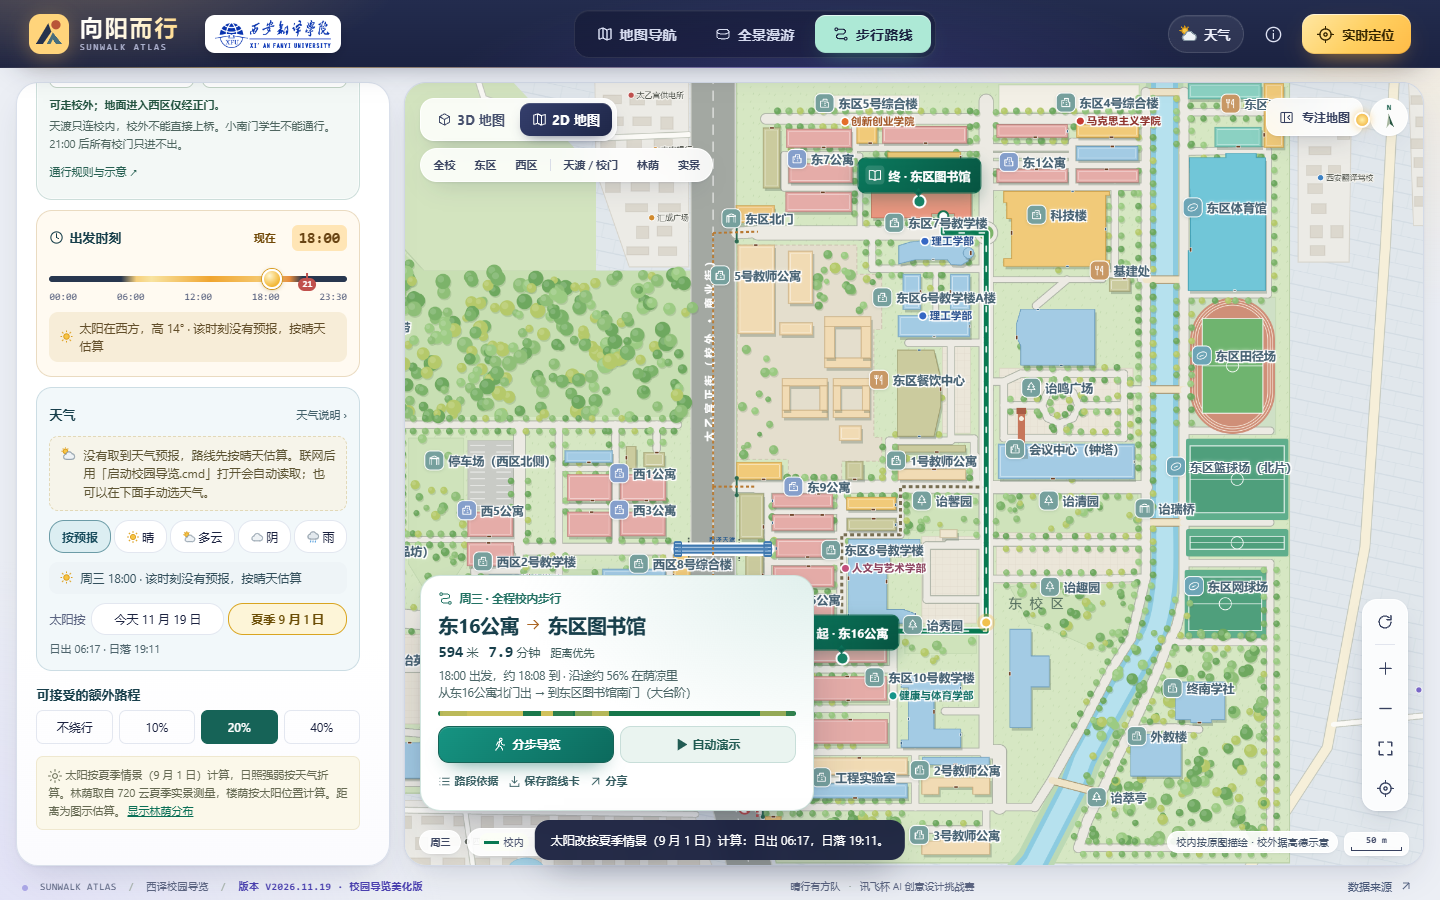 向阳而行
SUNWALK ATLAS
西安翻译学院
XI' AN FANYI UNIVERSITY
地图导航
全景漫游
步行路线
天气
实时定位
可走校外；地面进入西区仅经正门。
天渡只连校内，校外不能直接上桥。小南门学生不能通行。
21:00 后所有校门只进不出。
通行规则与示意 ↗
出发时刻
现在
18:00
21
00:00 06:00 12:00 18:00 23:30
太阳在西方，高 14° · 该时刻没有预报，按晴天
估算
天气
天气说明 ›
没有取到天气预报，路线先按晴天估算。联网后
用「启动校园导览.cmd」打开会自动读取；也
可以在下面手动选天气。
按预报 晴 多云 阴 雨
周三 18:00 · 该时刻没有预报，按晴天估算
太阳按 今天 11 月 19 日 夏季 9 月 1 日
日出 06:17 · 日落 19:11
可接受的额外路程
不绕行 10% 20% 40%
太阳按夏季情景（9 月 1 日）计算，日照强弱按天气折
算。林荫取自 720 云夏季实景测量，楼荫按太阳位置计算。距
离为图示估算。显示林荫分布
3D 地图
2D 地图
全校 东区 西区 天渡 / 校门 林荫 实景
专注地图
N
太乙宫供电所
汇成广场
西安翻译学校
东区5号综合楼
创新创业学院
东区4号综合楼
马克思主义学院
东区
东7公寓
东1公寓
终 · 东区图书馆
东区北门
东区7号教学楼
理工学部
科技楼
东区体育馆
5号教师公寓
基建处
东区6号教学楼A楼
理工学部
东区餐饮中心
诒鸣广场
东区田径场
会议中心（钟塔）
停车场（西区北侧）
西1公寓
1号教师公寓
东区篮球场（北片）
东9公寓
西5公寓
西3公寓
诒馨园
诒清园
诒瑞桥
西区2号教学楼
西区8号综合楼
东区8号教学楼
人文与艺术学部
诒趣园
东区网球场
东校区
起 · 东16公寓
诒秀园
东区10号教学楼
健康与体育学部
终南学社
外教楼
工程实验室
2号教师公寓
诒萃亭
3号教师公寓
周三 · 全程校内步行
东16公寓 → 东区图书馆
594 米 7.9 分钟 距离优先
18:00 出发，约 18:08 到 · 沿途约 56% 在荫凉里
从东16公寓北门出 → 到东区图书馆南门（大台阶）
分步导览
自动演示
路段依据 保存路线卡 分享
周三
校内
太阳改按夏季情景（9 月 1 日）计算：日出 06:17，日落 19:11。
校内按原图描绘 · 校外据高德示意
50 m
SUNWALK ATLAS / 西译校园导览 / 版本 V2026.11.19 · 校园导览美化版
晴行有方队 · 讯飞杯 AI 创意设计挑战赛
数据来源 ↗